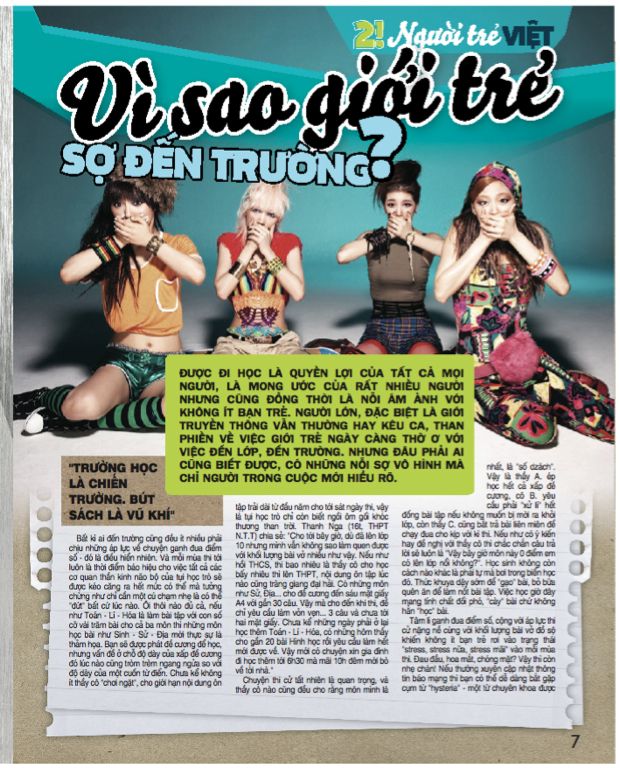 2! Người trẻ VIỆT
Vì sao giới trẻ
SỢ ĐẾN TRƯỜNG?
ĐƯỢC ĐI HỌC LÀ QUYỀN LỢI CỦA TẤT CẢ MỌI
NGƯỜI, LÀ MONG ƯỚC CỦA RẤT NHIỀU NGƯỜI
NHƯNG CŨNG ĐỒNG THỜI LÀ NỖI ÁM ẢNH VỚI
KHÔNG ÍT BẠN TRẺ. NGƯỜI LỚN, ĐẶC BIỆT LÀ GIỚI
TRUYỀN THÔNG VẪN THƯỜNG HAY KÊU CA, THAN
PHIỀN VỀ VIỆC GIỚI TRẺ NGÀY CÀNG THỜ Ơ VỚI
VIỆC ĐẾN LỚP, ĐẾN TRƯỜNG. NHƯNG ĐÂU PHẢI AI
CŨNG BIẾT ĐƯỢC, CÓ NHỮNG NỖI SỢ VÔ HÌNH MÀ
CHỈ NGƯỜI TRONG CUỘC MỚI HIỂU RÕ.
"TRƯỜNG HỌC
LÀ CHIẾN
TRƯỜNG. BÚT
SÁCH LÀ VŨ KHÍ"
Bất kì ai đến trường cũng đều ít nhiều phải
chịu những áp lực về chuyện ganh đua điểm
số - đó là điều hiển nhiên. Và mỗi mùa thi tới
luôn là thời điểm báo hiệu cho việc tất cả các
cơ quan thần kinh não bộ của tụi học trò sẽ
được kéo căng ra hết mức có thể mà tưởng
chừng như chỉ cần một cú chạm nhẹ là có thể
"đứt" bất cứ lúc nào. Ôi thôi nào đủ cả, nếu
như Toán - Lí - Hóa là làm bài tập với con số
cỡ vài trăm bài cho cả ba môn thì những môn
học bài như Sinh - Sử - Địa mới thực sự là
thảm họa. Bạn sẽ được phát đề cương để học,
nhưng vấn đề ở chỗ độ dày của xấp đề cương
đó lúc nào cũng tròm trèm ngang ngửa so với
độ dày của một cuốn từ điển. Chưa kể không
ít thầy cô "chơi ngặt", cho giới hạn nội dung ôn
tập trải dài từ đầu năm cho tới sát ngày thi, vậy
là tụi học trò chỉ còn biết ngồi ôm gối khóc
thương than trời. Thanh Nga (16t, THPT
N.T.T) chia sẻ: "Cho tới bây giờ, dù đã lên lớp
10 nhưng mình vẫn không sao làm quen được
với khối lượng bài vở nhiều như vậy. Nếu như
hồi THCS, thi bao nhiêu là thầy cô cho học
bấy nhiêu thì lên THPT, nội dung ôn tập lúc
nào cũng tràng giang đại hải. Có những môn
như Sử, Địa... cho đề cương đến sáu mặt giấy
A4 với gần 30 câu. Vậy mà cho đến khi thi, đề
chỉ yêu cầu làm vỏn vẹn... 3 câu và chưa tới
hai mặt giấy. Chưa kể những ngày phải ở lại
học thêm Toán - Lí - Hóa, có những hôm thầy
cho gần 20 bài Hình học rồi yêu cầu làm hết
mới được về. Vậy mới có chuyện xin gia đình
đi học thêm tới 6h30 mà mãi 10h đêm mới bò
về tới nhà."
Chuyện thi cử tất nhiên là quan trọng, và
thầy cô nào cũng đều cho rằng môn mình là
nhất, là "số dzách".
Vậy là thầy A. ép
học hết cả xấp đề
cương, cô B. yêu
cầu phải "xử lí" hết
đống bài tập nếu không muốn bị mời ra khỏi
lớp, còn thầy C. cũng bắt trả bài liên miên để
chạy đua cho kịp với kì thi. Nếu như có ý kiến
hay đề nghị với thầy cô thì chắc chắn câu trả
lời sẽ luôn là "Vậy bây giờ môn này 0 điểm em
có lên lớp nổi không?". Học sinh không còn
cách nào khác là phải tự mò bơi trong biển học
đó. Thức khuya dậy sớm để "gạo" bài, bỏ bữa
quên ăn để làm nốt bài tập. Việc học giờ đây
mang tính chất đối phó, "cày" bài chứ không
hẳn "học" bài.
Tâm lí ganh đua điểm số, cộng với áp lực thi
cử nặng nề cùng với khối lượng bài vở đồ sộ
khiến không ít bạn trẻ rơi vào trạng thái
"stress, stress nữa, stress mãi" vào mỗi mùa
thi. Đau đầu, hoa mắt, chóng mặt? Vậy thì còn
nhẹ chán! Nếu thường xuyên cập nhật thông
tin báo mạng thì bạn có thể dễ dàng bắt gặp
cụm từ "hysteria" - một từ chuyên khoa được
7